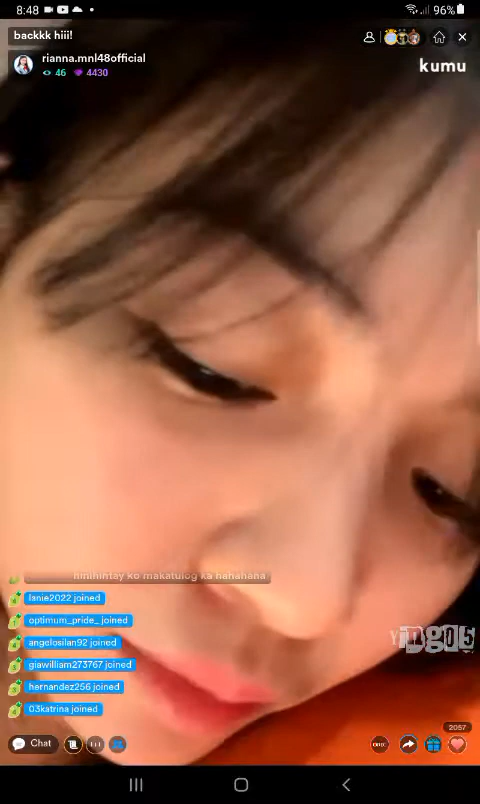 8:48
96%
backkk hiii!
rianna.mnl48official
46 4430
kumu
hihintay ko makatulog ka hahahaha
lanie2022 joined
optimum_pride_ joined
angelosilan92 joined
giawilliam273767 joined
hernandez256 joined
03katrina joined
2057
Chat